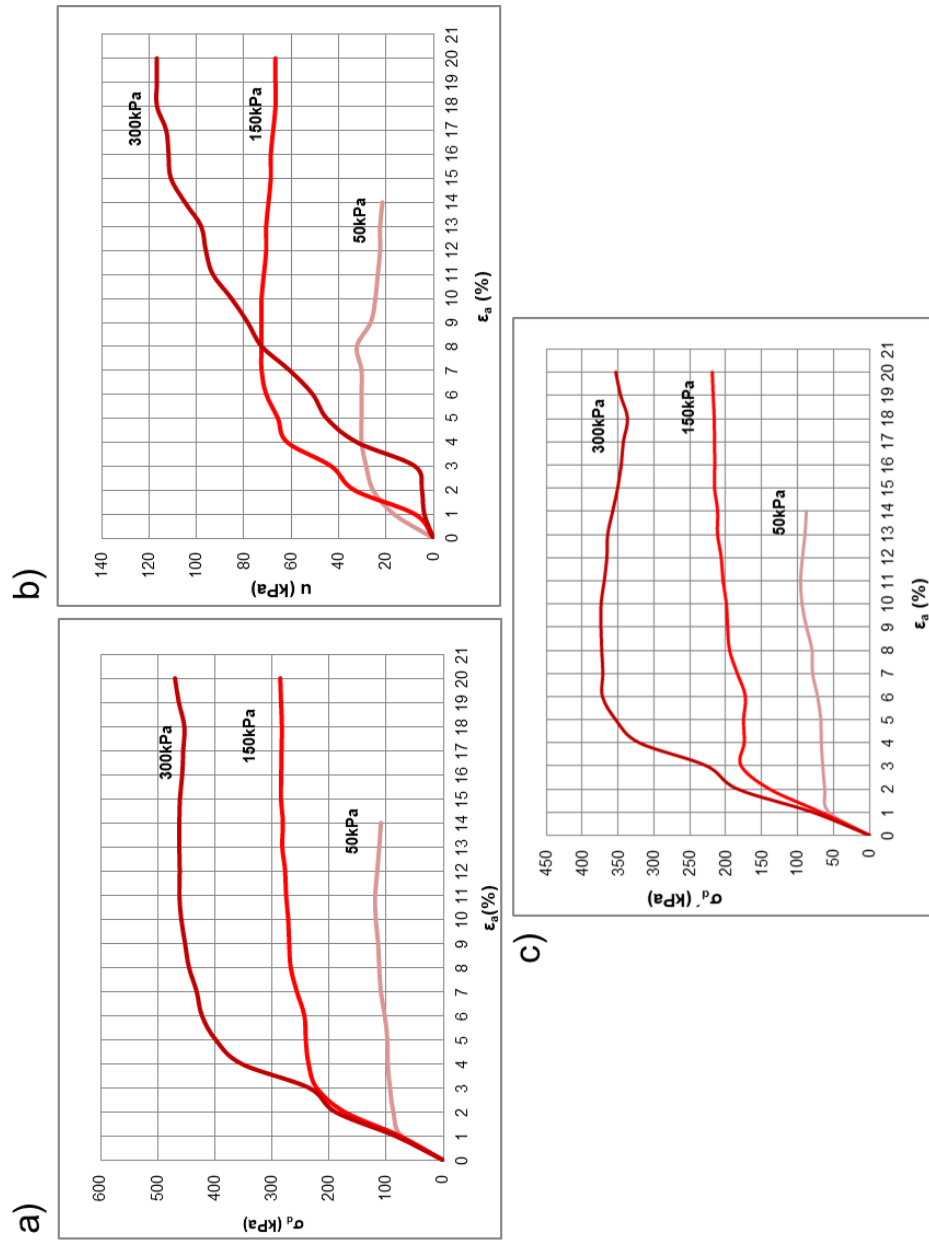 a)
600
500
400
300
200
100
0
σd (kPa)
300kPa
150kPa
50kPa
0 1 2 3 4 5 6 7 8 9 10 11 12 13 14 15 16 17 18 19 20 21
εa(%)
b)
140
120
100
80
60
40
20
0
u (kPa)
300kPa
150kPa
50kPa
0 1 2 3 4 5 6 7 8 9 10 11 12 13 14 15 16 17 18 19 20 21
εa (%)
c)
450
400
350
300
250
200
150
100
50
0
σd´ (kPa)
300kPa
150kPa
50kPa
0 1 2 3 4 5 6 7 8 9 10 11 12 13 14 15 16 17 18 19 20 21
εa (%)